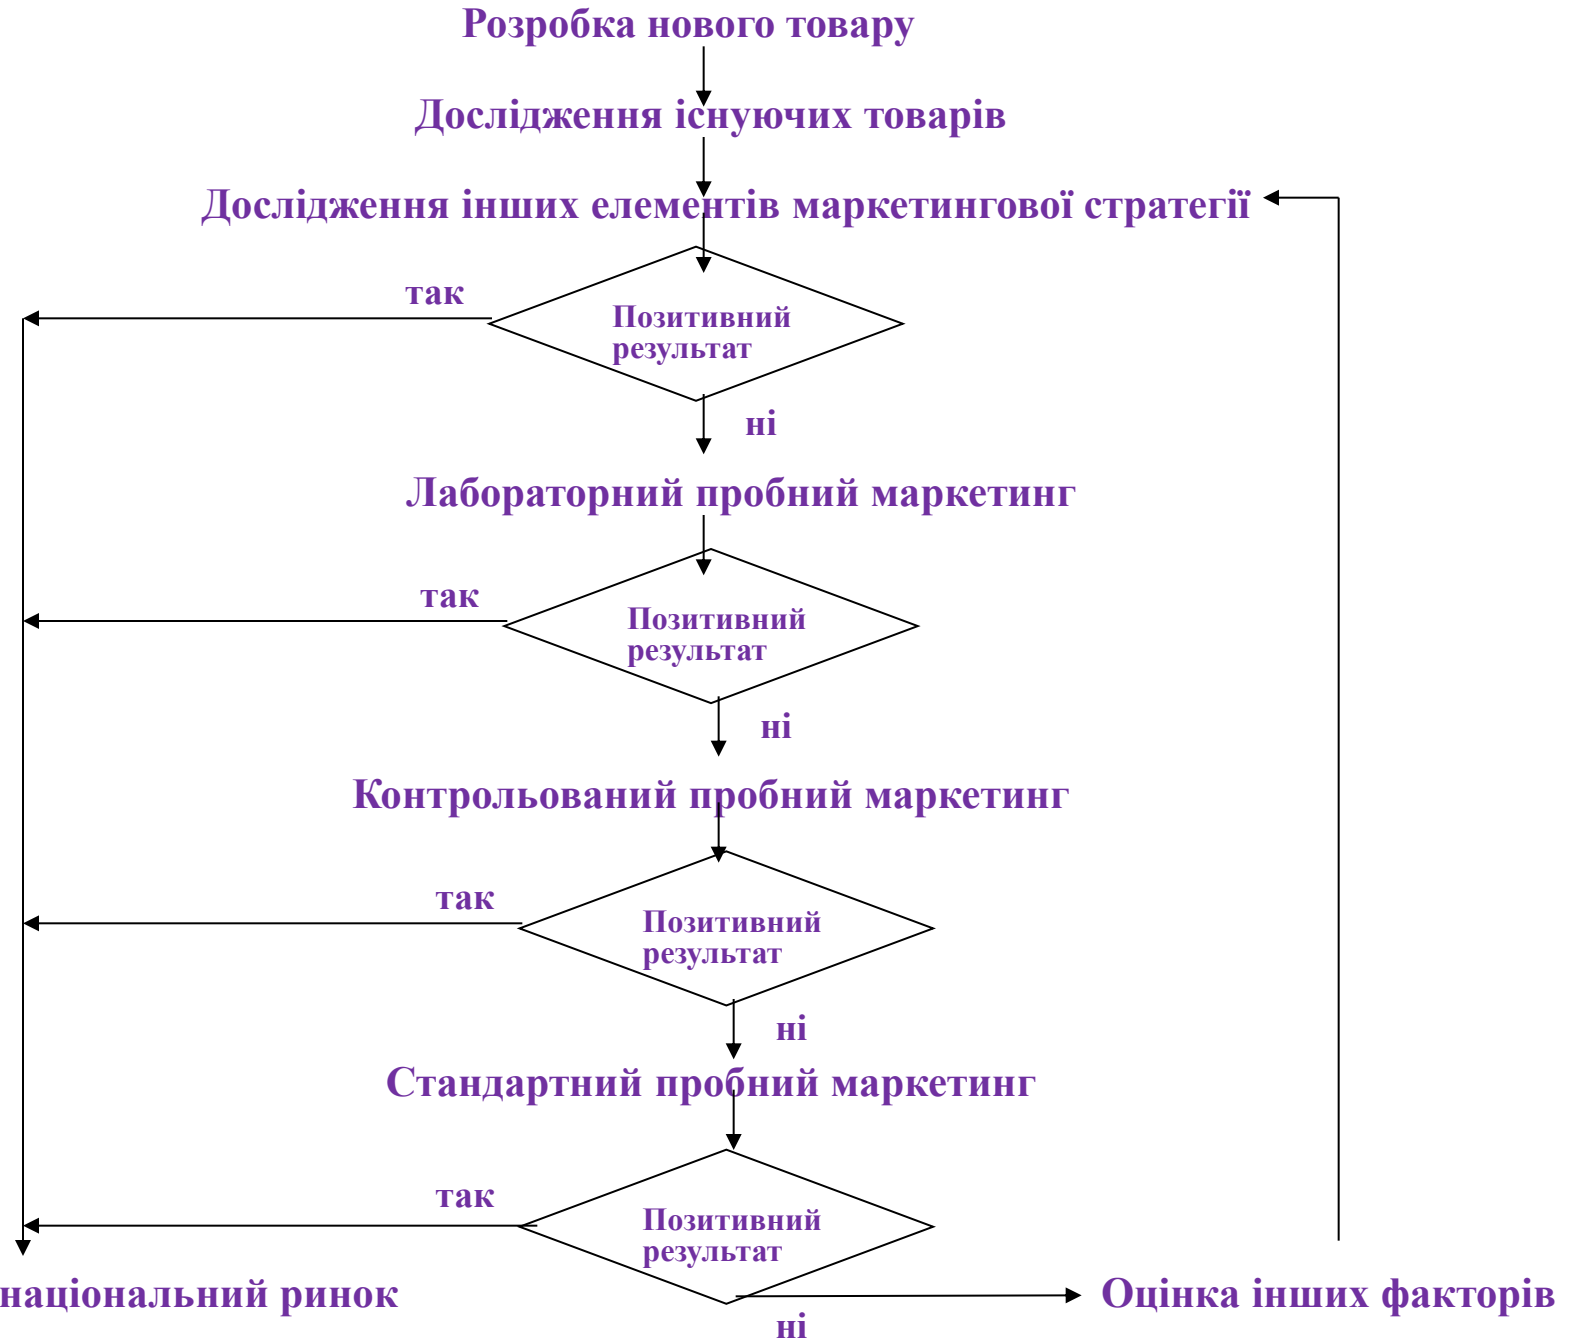 Розробка нового товару
Дослідження існуючих товарів
Дослідження інших елементів маркетингової стратегії
так
Позитивний
результат
ні
Лабораторний пробний маркетинг
так
Позитивний
результат
ні
Контрольований пробний маркетинг
так
Позитивний
результат
ні
Стандартний пробний маркетинг
так
Позитивний
результат
національний ринок
Оцінка інших факторів
ні